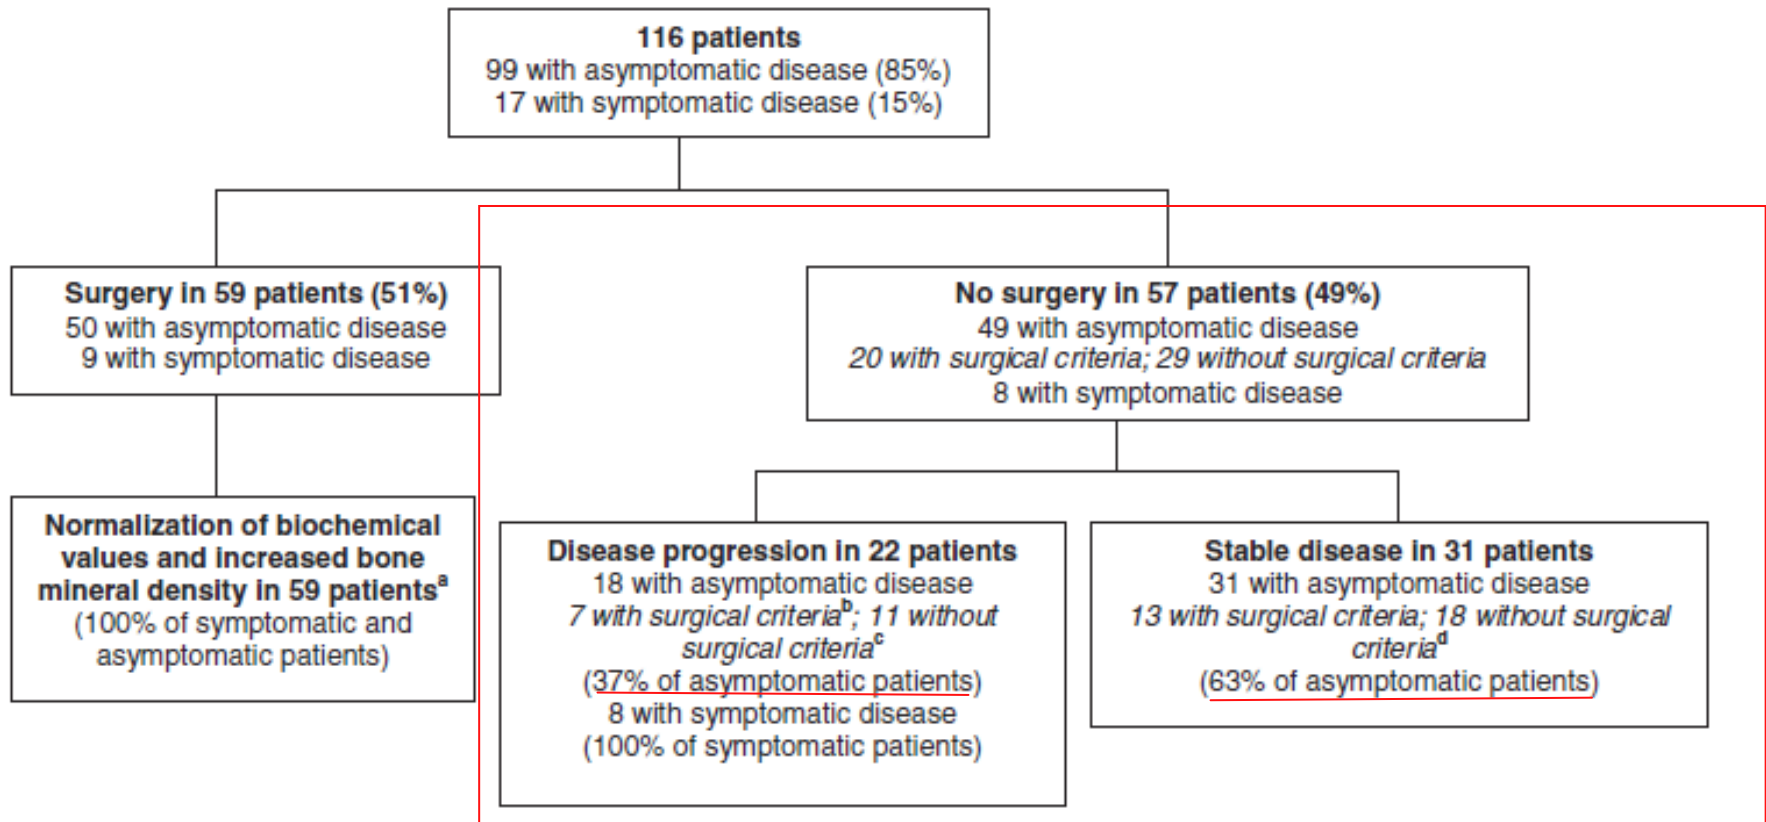 116 patients
99 with asymptomatic disease (85%)
17 with symptomatic disease (15%)
Surgery in 59 patients (51%)
50 with asymptomatic disease
9 with symptomatic disease
No surgery in 57 patients (49%)
49 with asymptomatic disease
20 with surgical criteria; 29 without surgical criteria
8 with symptomatic disease
Normalization of biochemical
values and increased bone
mineral density in 59 patientsᵃ
(100% of symptomatic and
asymptomatic patients)
Disease progression in 22 patients
18 with asymptomatic disease
7 with surgical criteriaᵇ; 11 without
surgical criteriaᶜ
(37% of asymptomatic patients)
8 with symptomatic disease
(100% of symptomatic patients)
Stable disease in 31 patients
31 with asymptomatic disease
13 with surgical criteria; 18 without surgical
criteriaᵈ
(63% of asymptomatic patients)